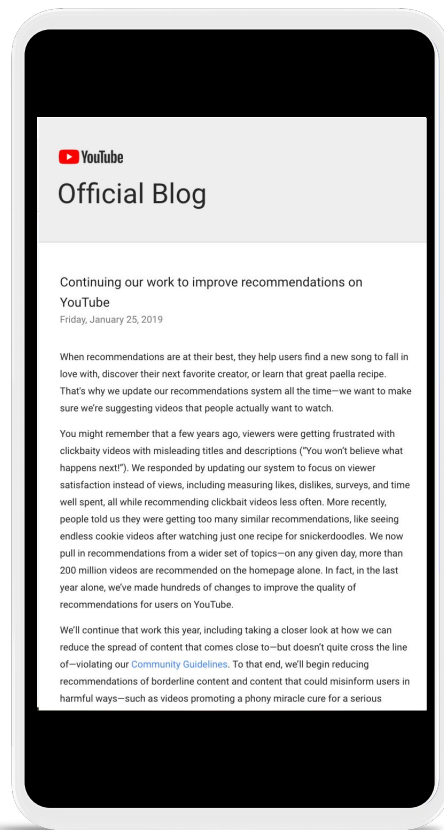 YouTube
Official Blog
Continuing our work to improve recommendations on
YouTube
Friday, January 25, 2019
When recommendations are at their best, they help users find a new song to fall in
love with, discover their next favorite creator, or learn that great paella recipe.
That's why we update our recommendations system all the time—we want to make
sure we're suggesting videos that people actually want to watch.
You might remember that a few years ago, viewers were getting frustrated with
clickbaity videos with misleading titles and descriptions ("You won't believe what
happens next!"). We responded by updating our system to focus on viewer
satisfaction instead of views, including measuring likes, dislikes, surveys, and time
well spent, all while recommending clickbait videos less often. More recently,
people told us they were getting too many similar recommendations, like seeing
endless cookie videos after watching just one recipe for snickerdoodles. We now
pull in recommendations from a wider set of topics—on any given day, more than
200 million videos are recommended on the homepage alone. In fact, in the last
year alone, we've made hundreds of changes to improve the quality of
recommendations for users on YouTube.
We'll continue that work this year, including taking a closer look at how we can
reduce the spread of content that comes close to—but doesn't quite cross the line
of—violating our Community Guidelines. To that end, we'll begin reducing
recommendations of borderline content and content that could misinform users in
harmful ways—such as videos promoting a phony miracle cure for a serious